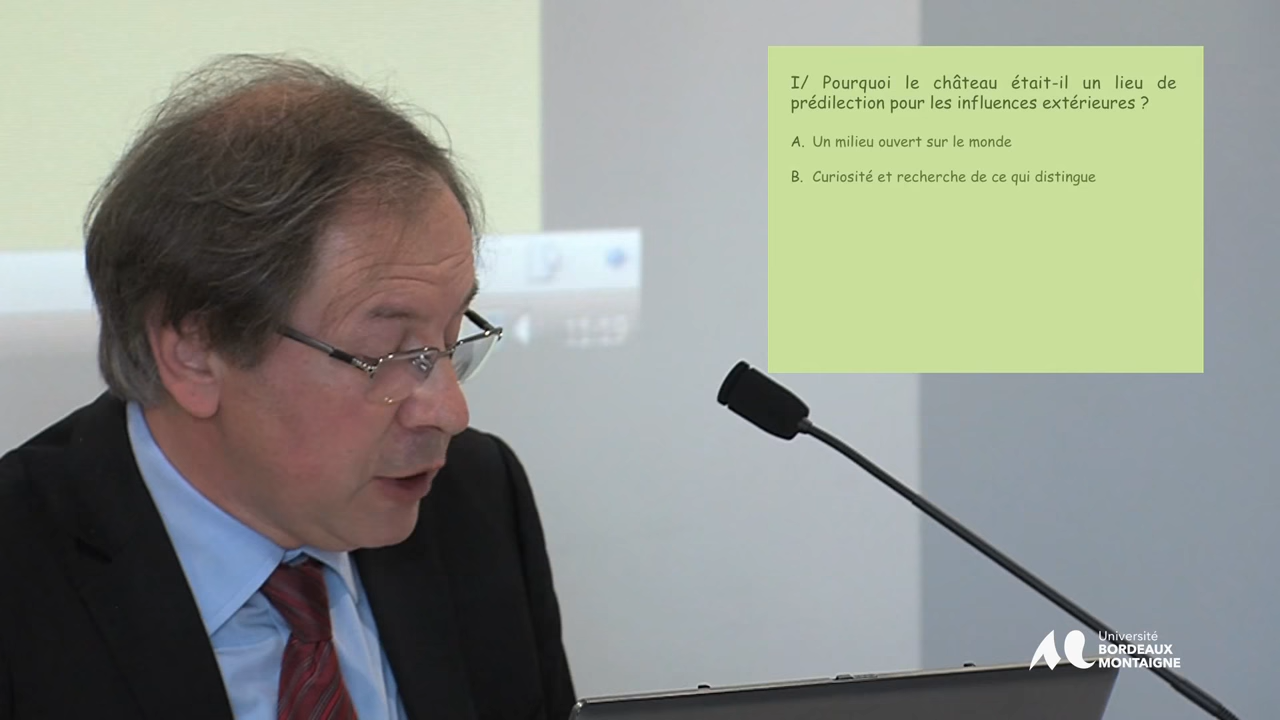 I/ Pourquoi le château était-il un lieu de
prédilection pour les influences extérieures ?
A. Un milieu ouvert sur le monde
B. Curiosité et recherche de ce qui distingue
Université
BORDEAUX
MONTAIGNE